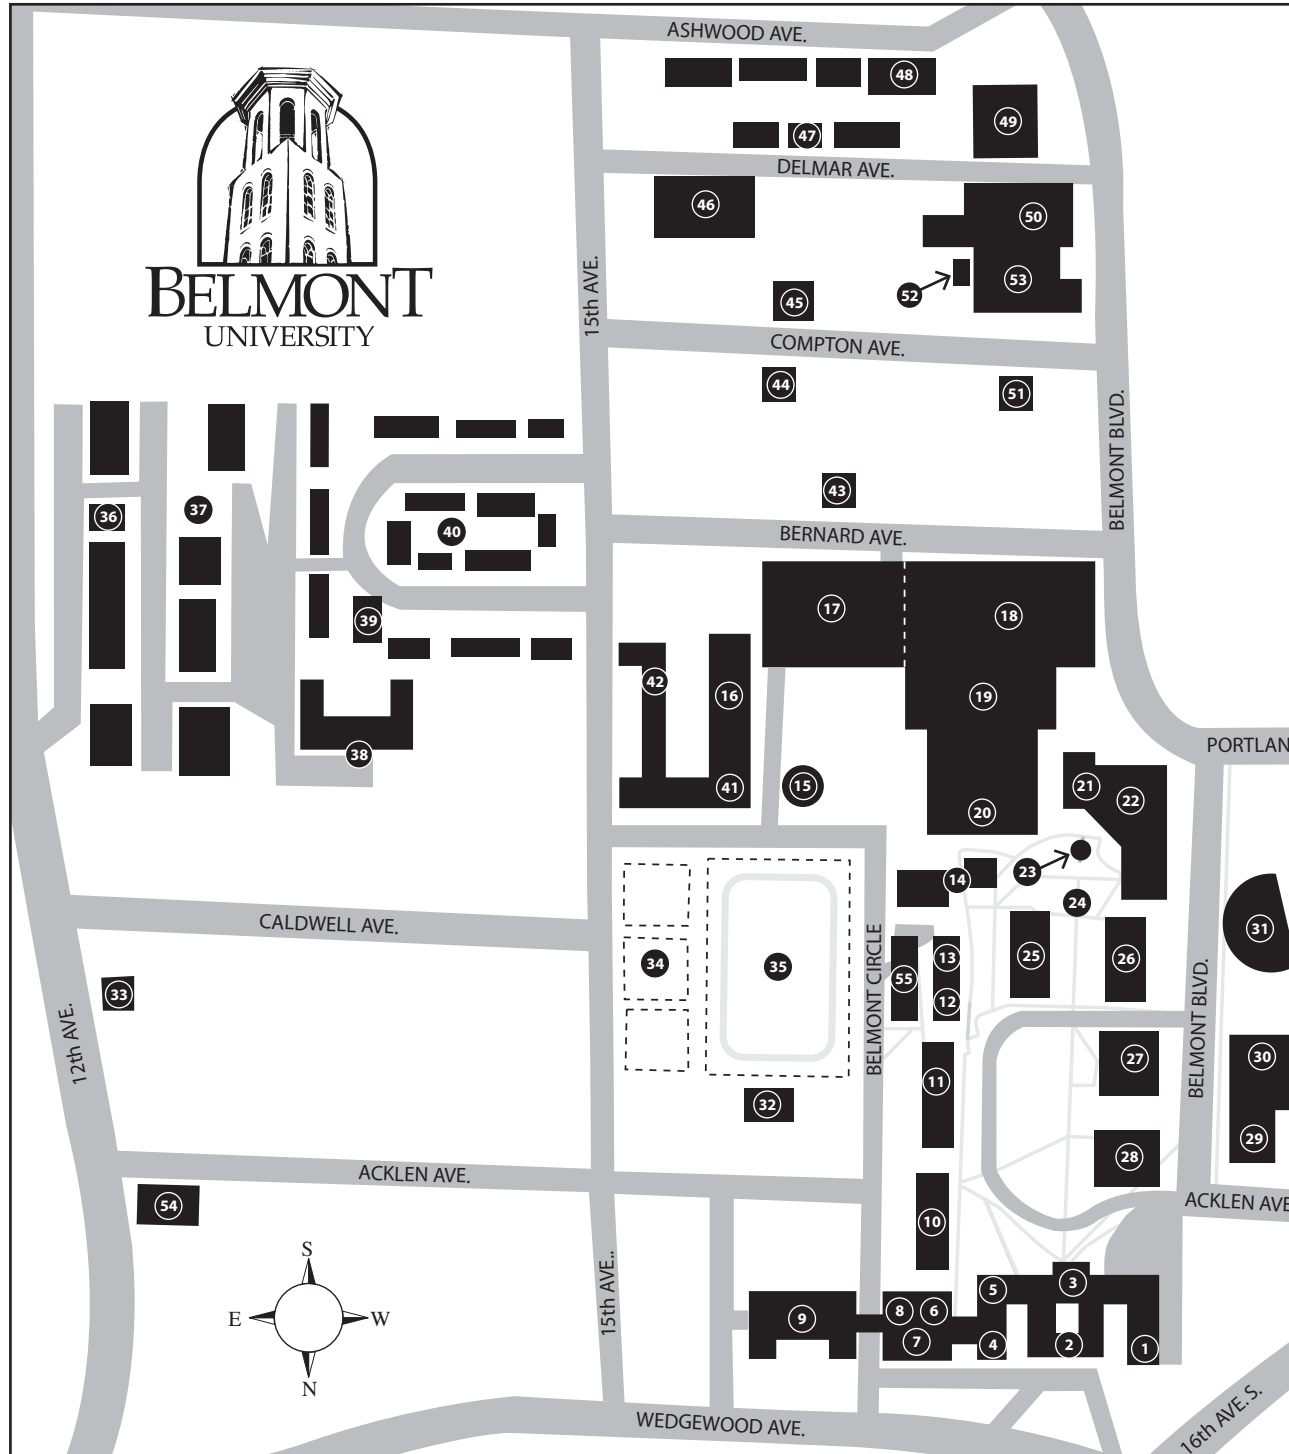 ASHWOOD AVE.
48
49
47
DELMAR AVE.
46
50
BELMONT
UNIVERSITY
15th AVE.
52
53
45
COMPTON AVE.
44
51
BELMONT BLVD.
43
36
37
40
BERNARD AVE.
17
18
39
42
16
19
38
41
15
20
21
22
PORTLAN
23
14
24
CALDWELL AVE.
34
35
BELMONT CIRCLE
55
13
12
25
26
31
33
12th AVE.
BELMONT BLVD.
11
27
30
32
28
29
ACKLEN AVE.
ACKLEN AVE
54
10
S
E
W
N
15th AVE..
9
8
6
7
5
4
3
2
1
WEDGEWOOD AVE.
16th AVE. S.